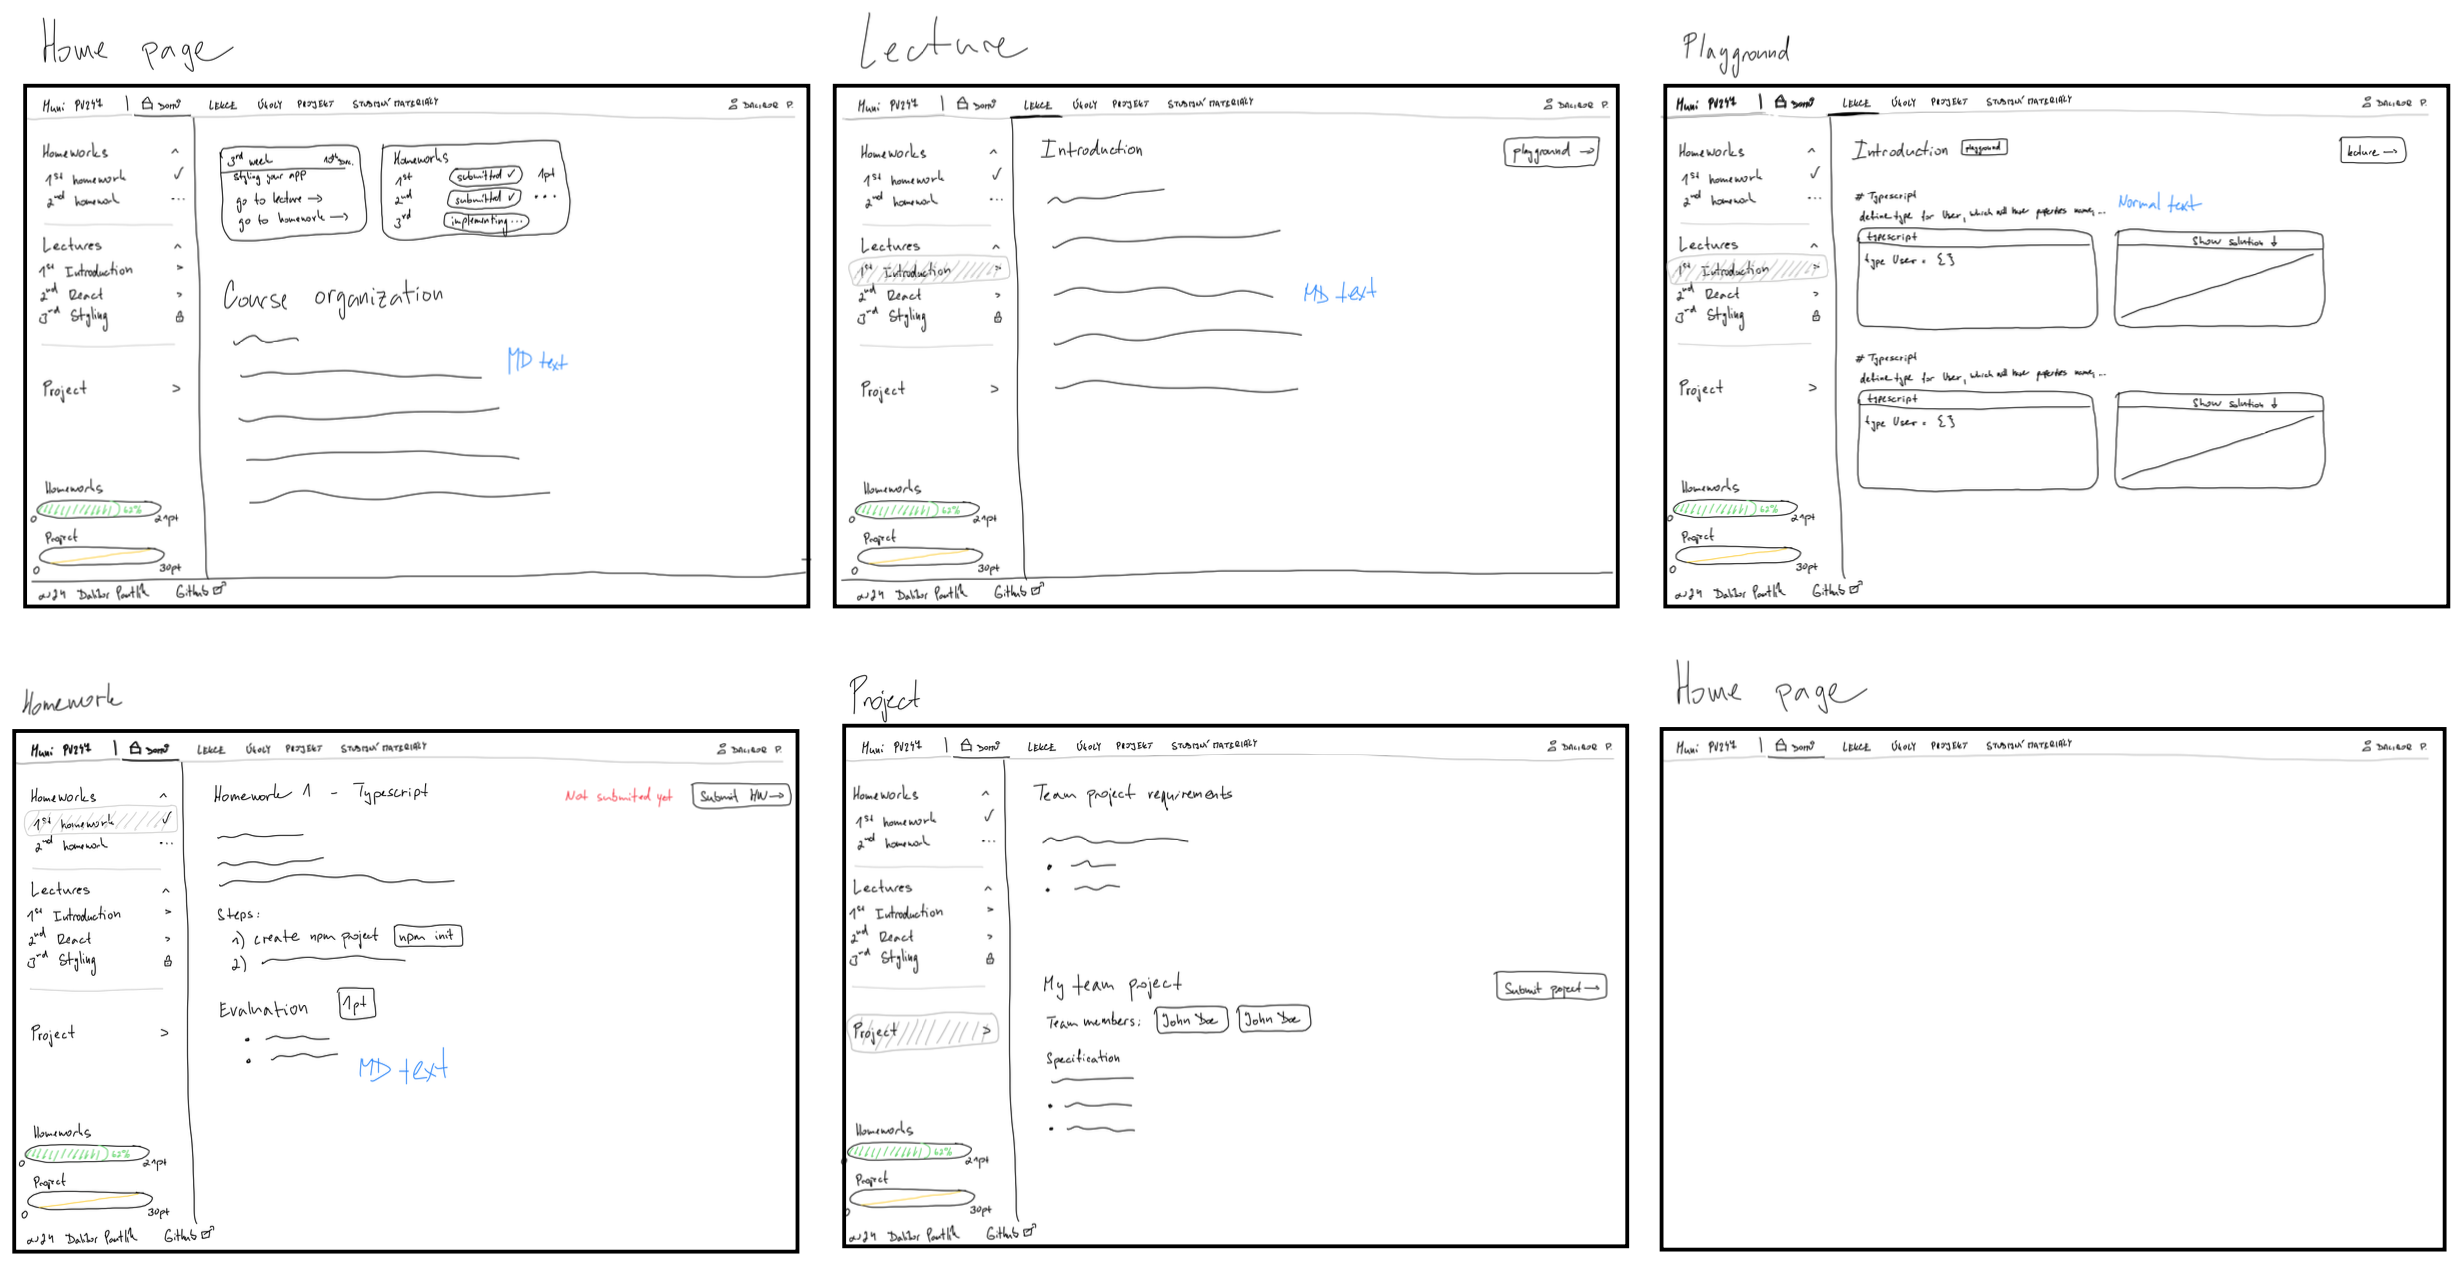 Home page
Muni PV247 | Domů LEKCE ÚKOLY PROJEKT STUDIJNÍ MATERIÁLY DALIBOR P.
Homeworks
1st homework
2nd homework ...
Lectures
1st Introduction >
2nd React >
3rd Styling
Project >
Homeworks
62%
0 21pt
Project
0 30pt
3rd week
Styling your app
go to lecture →
go to homework →
Homeworks
1st submitted ✓ 1pt
2nd submitted ✓ ...
3rd implementing ...
Course organization
MD text
2024 Dalibor Pantlík Github
Lecture
Muni PV247 | Domů LEKCE ÚKOLY PROJEKT STUDIJNÍ MATERIÁLY DALIBOR P.
Homeworks
1st homework ✓
2nd homework ...
Lectures
1st Introduction >
2nd React >
3rd Styling
Project >
Homeworks
62%
0 21pt
Project
0 30pt
Introduction
playground →
MD text
2024 Dalibor Pantlík Github
Playground
Muni PV247 | Domů LEKCE ÚKOLY PROJEKT STUDIJNÍ MATERIÁLY DALIBOR P.
Homeworks
1st homework ✓
2nd homework ...
Lectures
1st Introduction >
2nd React >
3rd Styling
Project >
Homeworks
62%
0 21pt
Project
0 30pt
Introduction playground
lecture →
# Typescript
define type for User, which will have properties name, ...
Normal text
typescript
type User = {}
Show solution ↓
# Typescript
define type for User, which will have properties name, ...
typescript
type User = {}
Show solution ↓
2024 Dalibor Pantlík Github
Homework
Muni PV247 | Domů LEKCE ÚKOLY PROJEKT STUDIJNÍ MATERIÁLY DALIBOR P.
Homeworks
1st homework ✓
2nd homework ...
Lectures
1st Introduction >
2nd React >
3rd Styling
Project >
Homeworks
62%
0 21pt
Project
0 30pt
Homework 1 - Typescript
Not submited yet
Submit HW →
Steps:
1) create npm project npm init
2)
Evaluation 1pt
MD text
2024 Dalibor Pantlík Github
Project
Muni PV247 | Domů LEKCE ÚKOLY PROJEKT STUDIJNÍ MATERIÁLY DALIBOR P.
Homeworks
1st homework ✓
2nd homework ...
Lectures
1st Introduction >
2nd React >
3rd Styling
Project >
Homeworks
62%
0 21pt
Project
0 30pt
Team project requirements
My team project
Submit project →
Team members: John Doe John Doe
Specification
2024 Dalibor Pantlík Github
Home page
Muni PV247 | Domů LEKCE ÚKOLY PROJEKT STUDIJNÍ MATERIÁLY DALIBOR P.